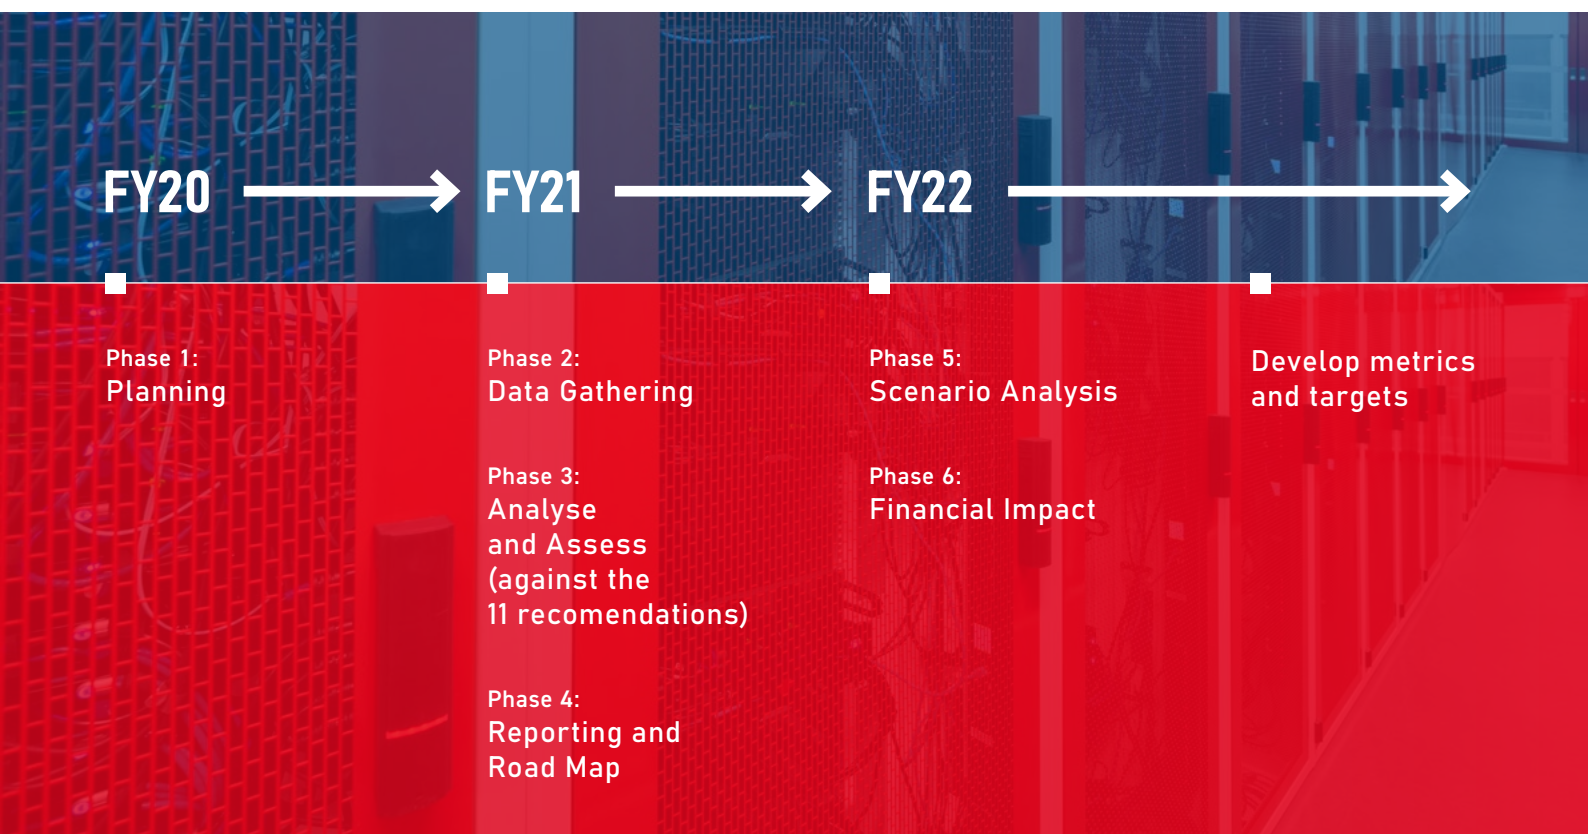 FY20
FY21
FY22
Phase 1:
Planning
Phase 2:
Data Gathering
Phase 3:
Analyse
and Assess
(against the
11 recomendations)
Phase 4:
Reporting and
Road Map
Phase 5:
Scenario Analysis
Phase 6:
Financial Impact
Develop metrics
and targets